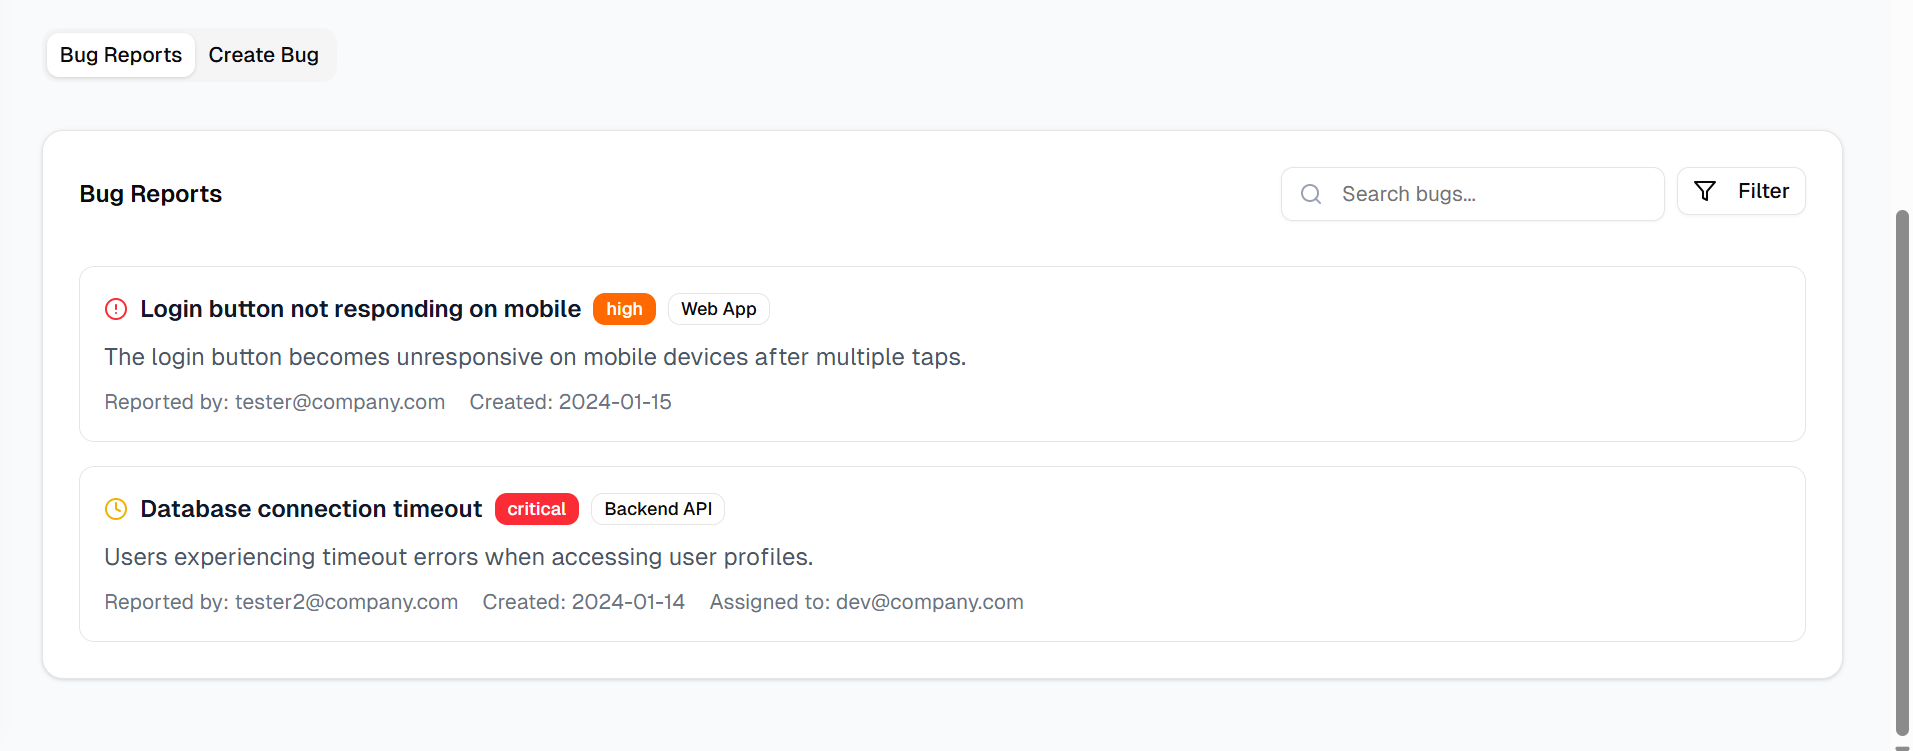 Bug Reports Create Bug
Bug Reports
Search bugs...
Filter
Login button not responding on mobile high Web App
The login button becomes unresponsive on mobile devices after multiple taps.
Reported by: tester@company.com Created: 2024-01-15
Database connection timeout critical Backend API
Users experiencing timeout errors when accessing user profiles.
Reported by: tester2@company.com Created: 2024-01-14 Assigned to: dev@company.com